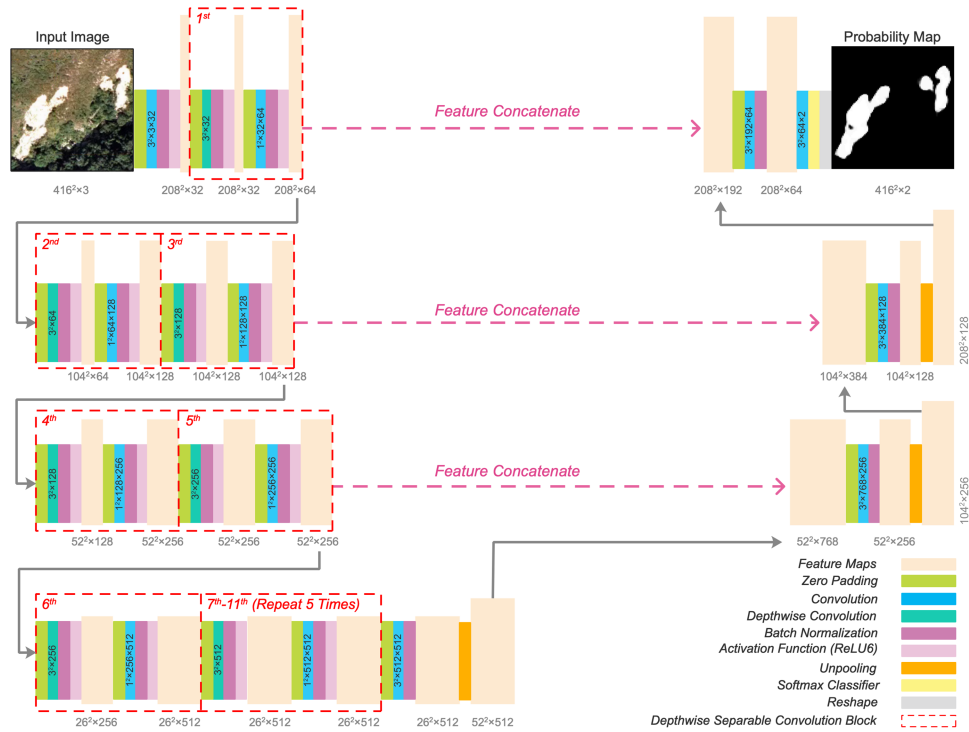 Input Image
1st
Probability Map
Feature Concatenate
3²×3×32
3²×32
1²×32×64
3²×192×64
3²×64×2
416²×3
208²×32
208²×32
208²×64
208²×192
208²×64
416²×2
2nd
3rd
Feature Concatenate
3²×64
1²×64×128
3²×128
1²×128×128
3²×384×128
208²×128
104²×64
104²×128
104²×128
104²×128
104²×384
104²×128
4th
5th
Feature Concatenate
3²×128
1²×128×256
3²×256
1²×256×256
3²×768×256
104²×256
52²×128
52²×256
52²×256
52²×256
52²×768
52²×256
6th
7th-11th (Repeat 5 Times)
3²×256
1²×256×512
3²×512
1²×512×512
3²×512×512
26²×256
26²×512
26²×512
26²×512
26²×512
52²×512
Feature Maps
Zero Padding
Convolution
Depthwise Convolution
Batch Normalization
Activation Function (ReLU6)
Unpooling
Softmax Classifier
Reshape
Depthwise Separable Convolution Block